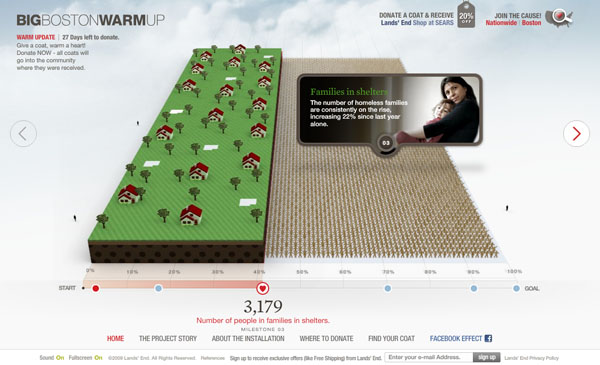 BIGBOSTONWARMUP
WARM UPDATE | 27 Days left to donate.
Give a coat, warm a heart!
Donate NOW - all coats will
go into the community
where they were received.
DONATE A COAT & RECEIVE
Lands' End Shop at SEARS
20%
OFF
JOIN THE CAUSE!
Nationwide | Boston
Families in shelters
The number of homeless families
are consistently on the rise,
increasing 22% since last year
alone.
03
0% 10% 20% 30% 40% 50% 60% 70% 80% 90% 100%
START
GOAL
3,179
Number of people in families in shelters.
MILESTONE 03
HOME THE PROJECT STORY ABOUT THE INSTALLATION WHERE TO DONATE FIND YOUR COAT FACEBOOK EFFECT
Sound On Fullscreen On ©2009 Lands' End. All Rights Reserved. References Sign up to receive exclusive offers (like Free Shipping) from Lands' End. Enter your e-mail Address. sign up Lands' End Privacy Policy